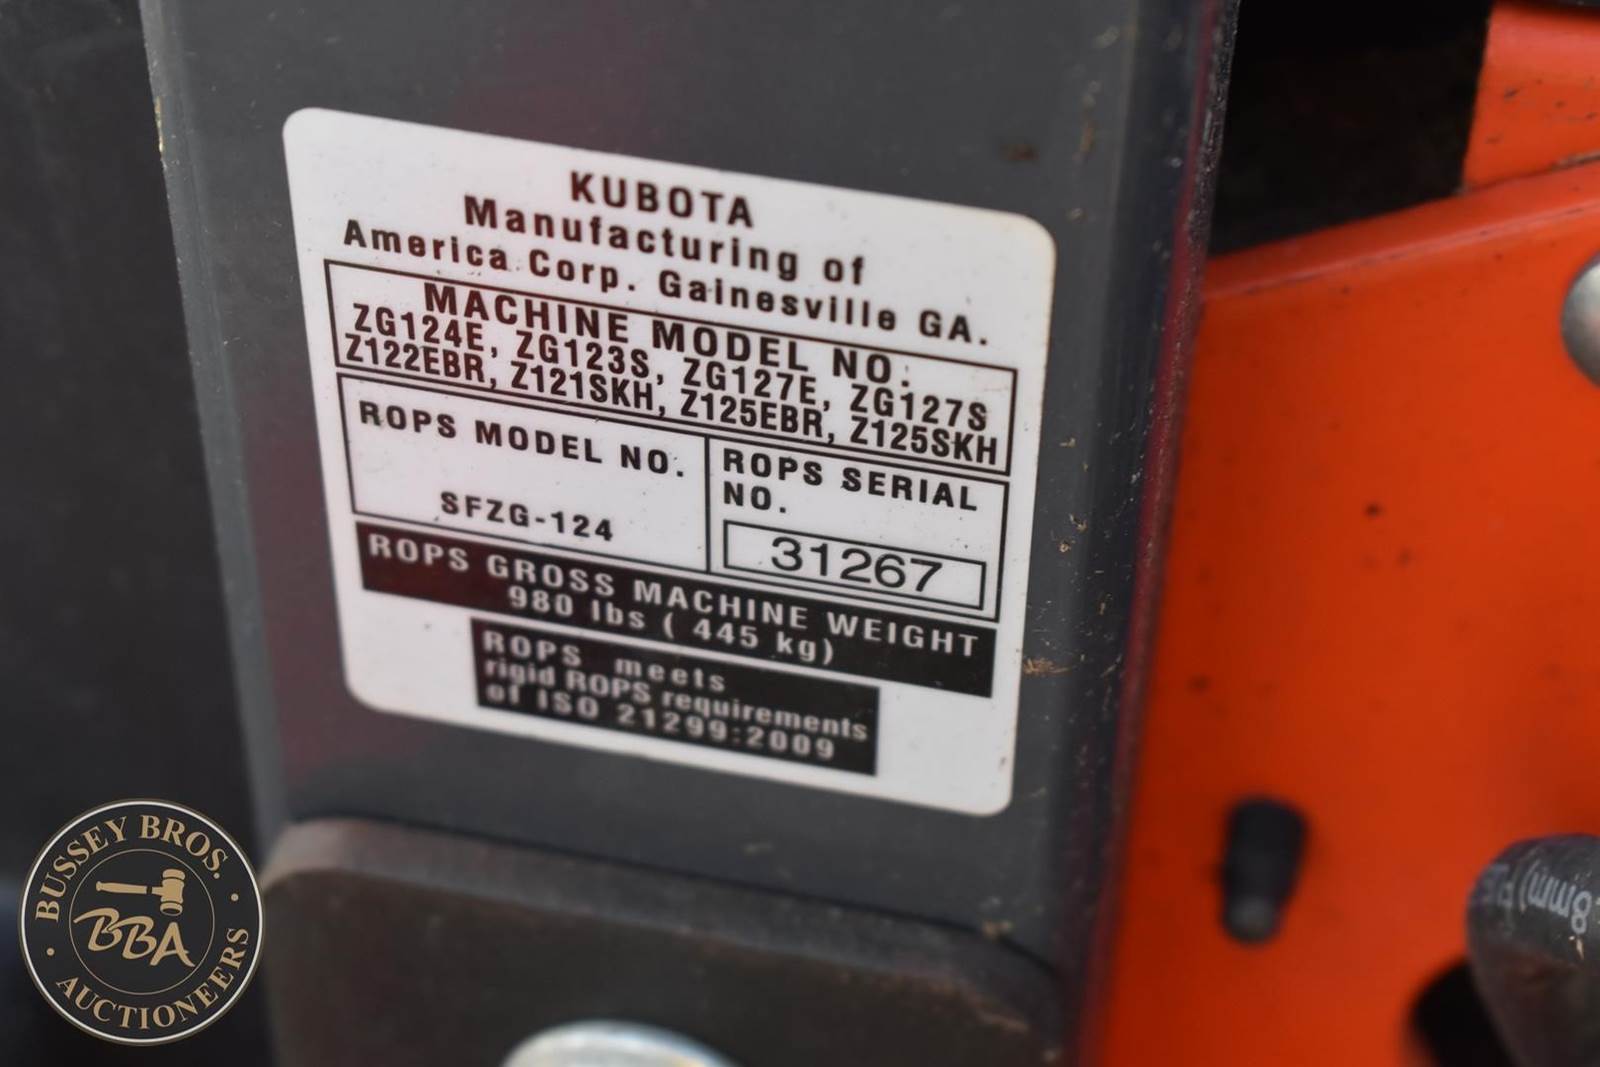 KUBOTA
Manufacturing of
America Corp. Gainesville GA.
MACHINE MODEL NO.
ZG124E, ZG123S, ZG127E, ZG127S
Z122EBR, Z121SKH, Z125EBR, Z125SKH
ROPS MODEL NO.
SFZG-124
ROPS SERIAL
NO.
31267
ROPS GROSS MACHINE WEIGHT
980 lbs ( 445 kg)
ROPS meets
rigid ROPS requirements
of ISO 21299:2009
BUSSEY BROS.
BBA
AUCTIONEERS